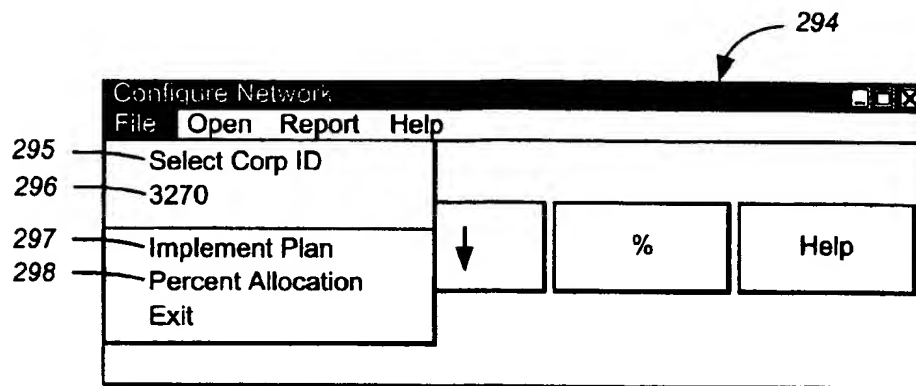 294
Configure Network
File Open Report Help
295 Select Corp ID
296 3270
297 Implement Plan
298 Percent Allocation
Exit
% Help